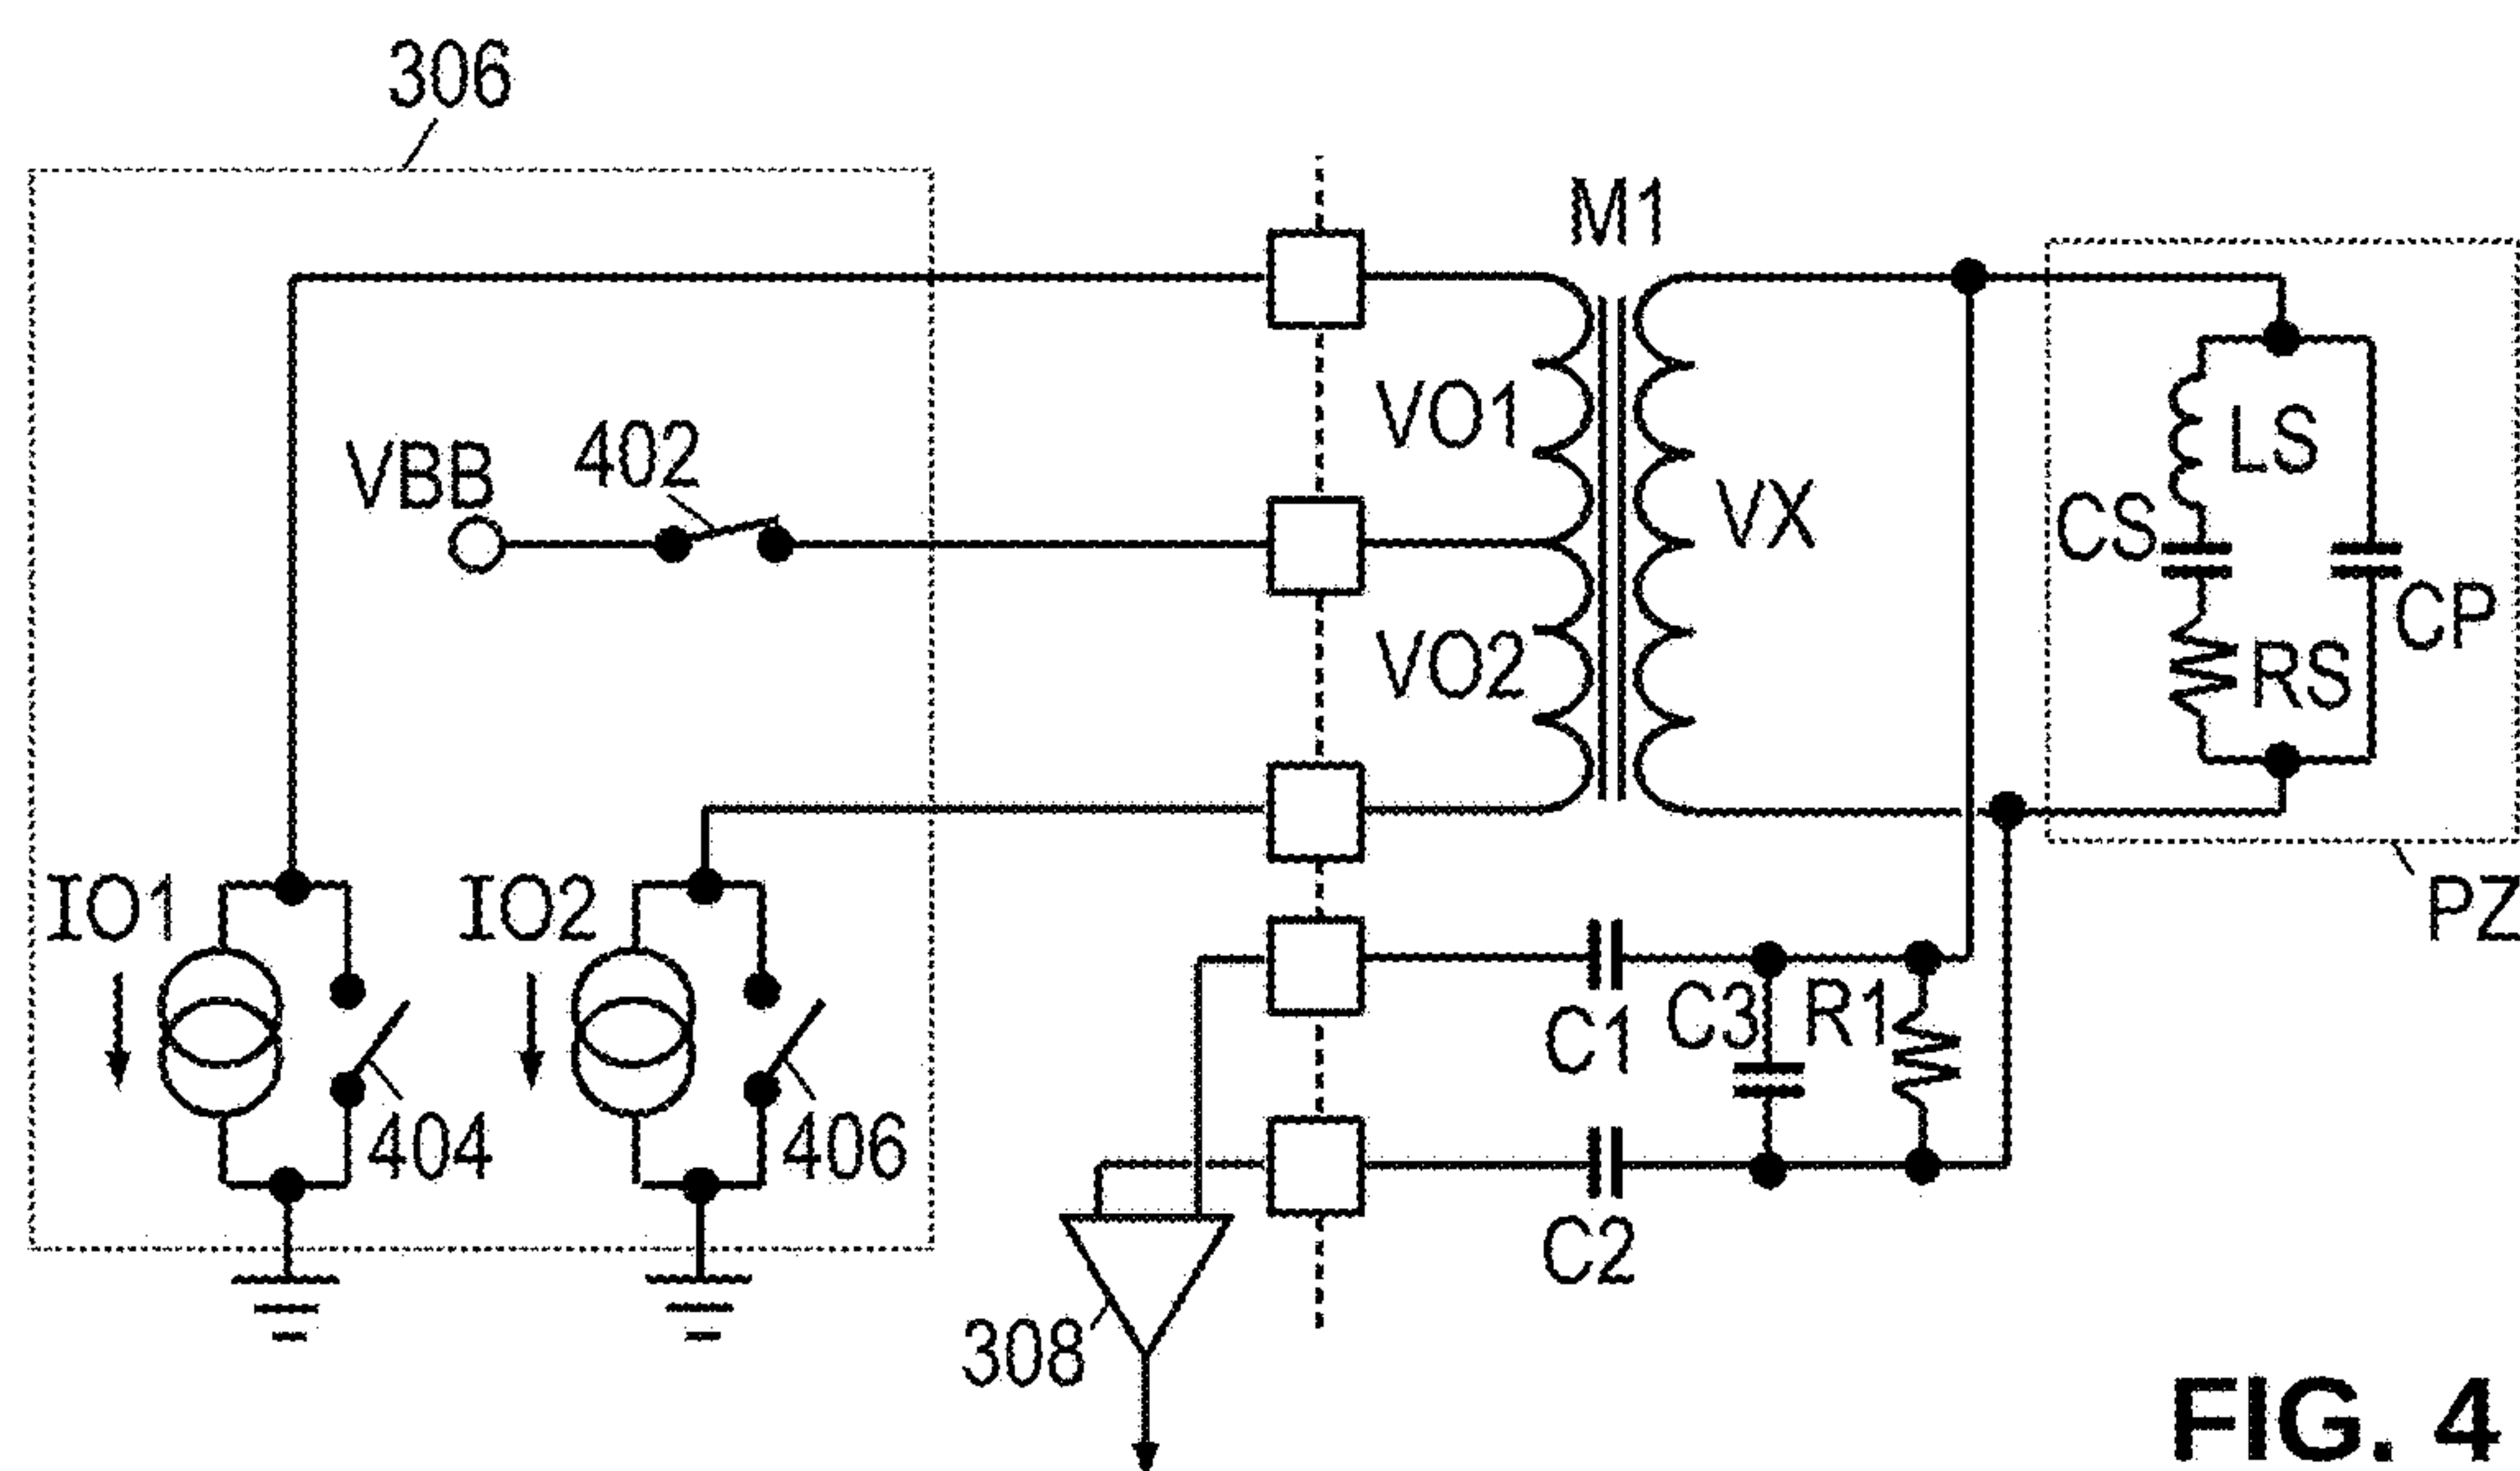 306
M1
VBB
402
VO1
VX
VO2
LS
CS
CP
RS
PZ
IO1
IO2
404
406
C1
C3
R1
C2
308
FIG. 4